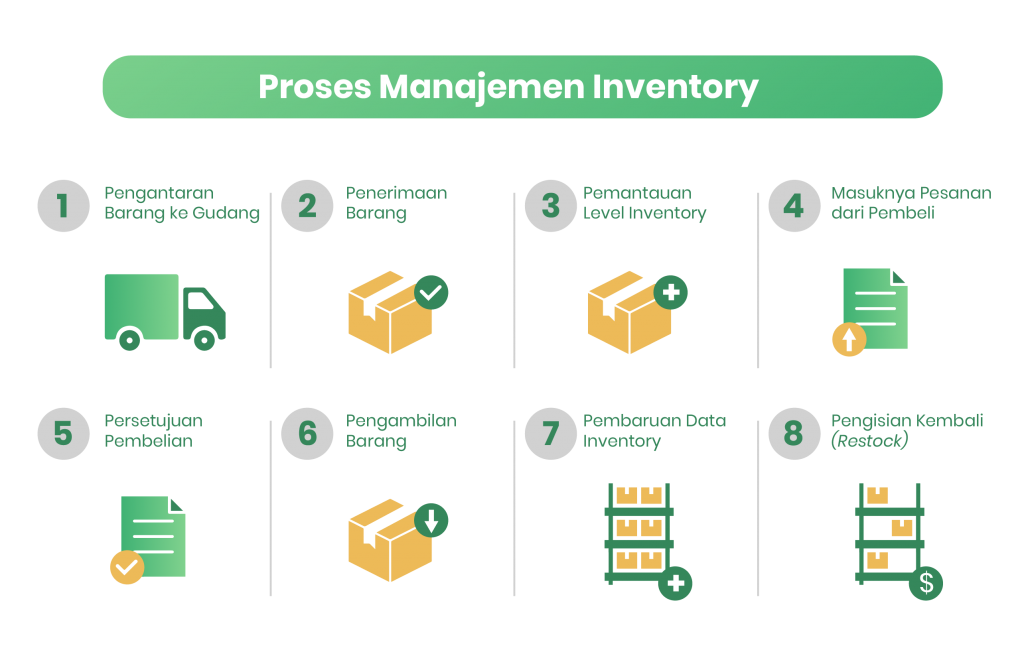 Proses Manajemen Inventory
1
Pengantaran
Barang ke Gudang
2
Penerimaan
Barang
3
Pemantauan
Level Inventory
4
Masuknya Pesanan
dari Pembeli
5
Persetujuan
Pembelian
6
Pengambilan
Barang
7
Pembaruan Data
Inventory
8
Pengisian Kembali
(Restock)
$